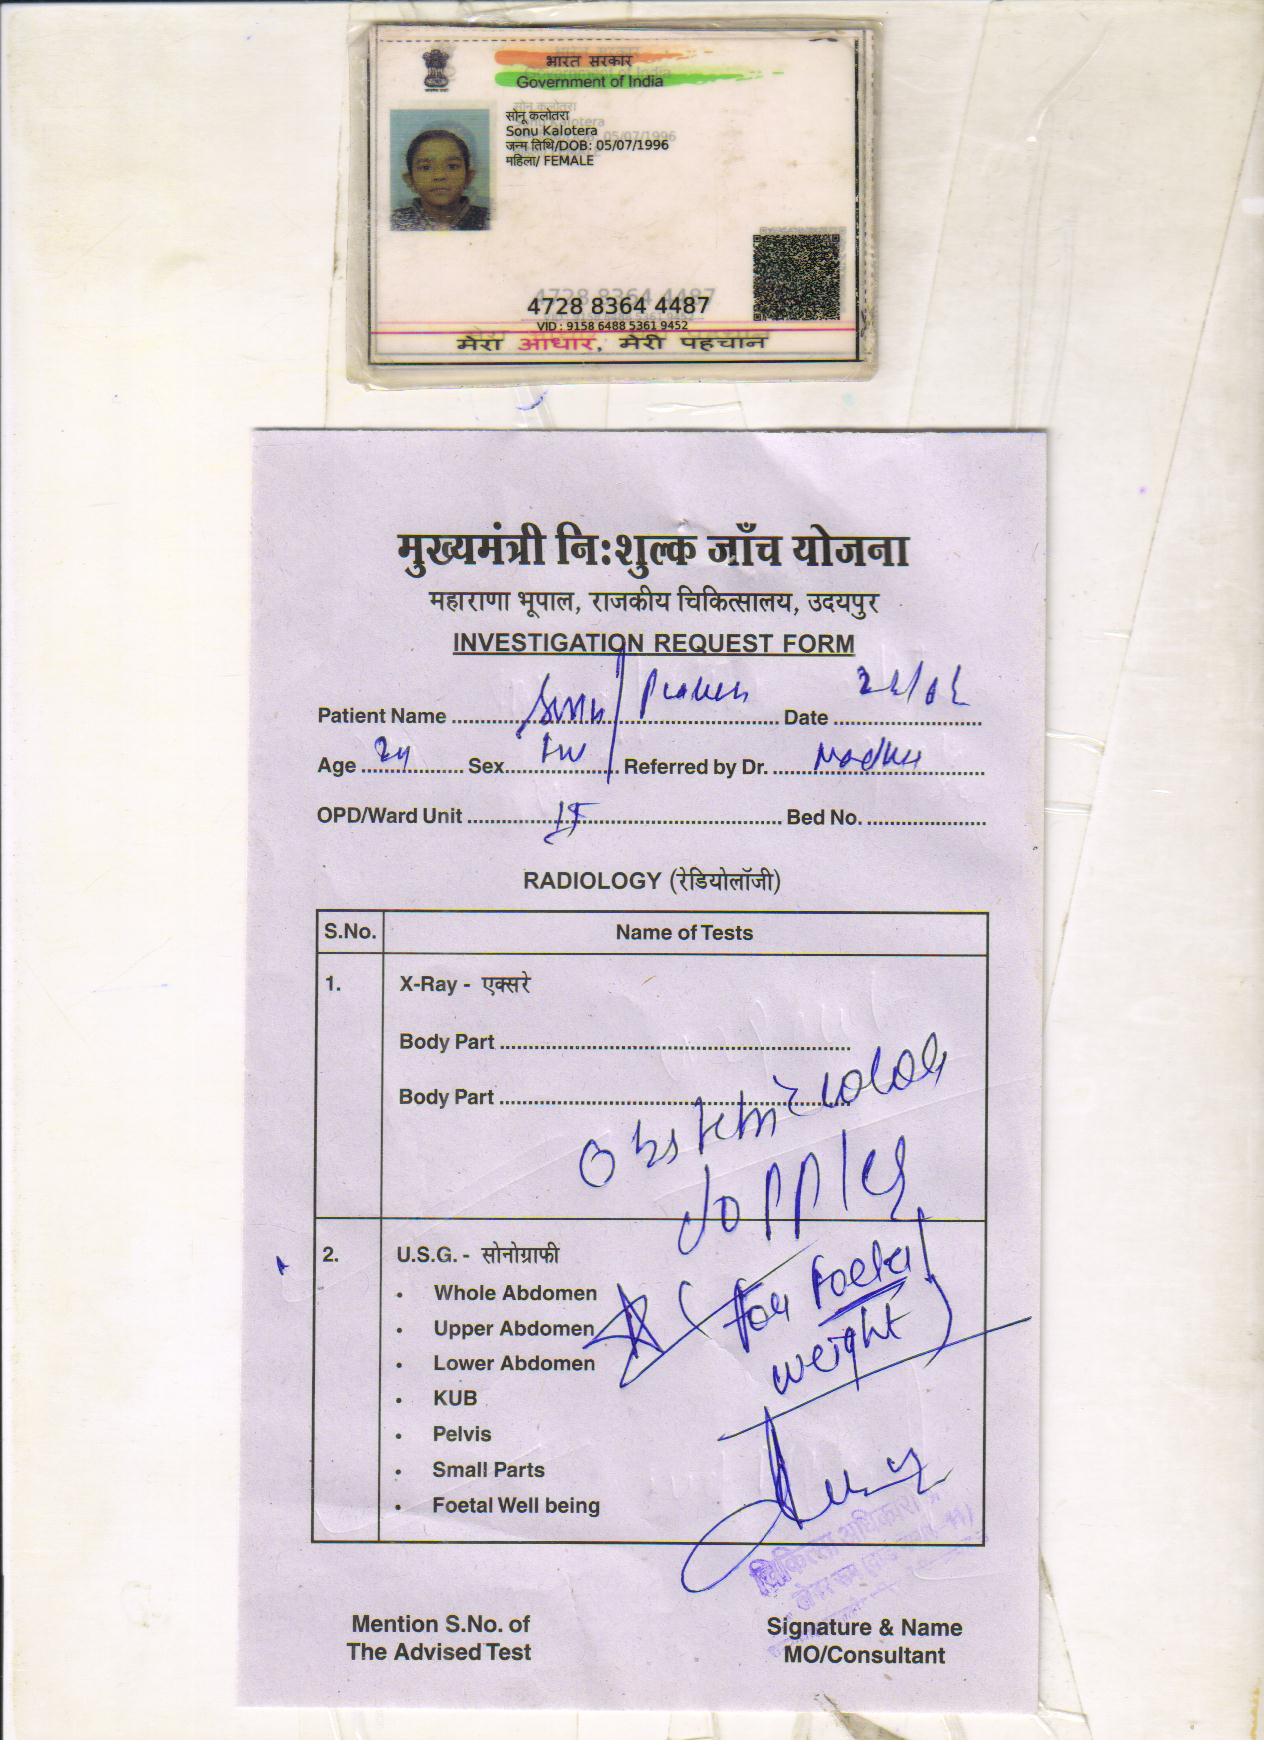 भारत सरकार
Government of India
सोनू कलोतरा
Sonu Kalotera
जन्म तिथि/DOB: 05/07/1996
महिला/ FEMALE
4728 8364 4487
VID : 9158 6488 5361 9452
मेरा आधार, मेरी पहचान
मुख्यमंत्री नि:शुल्क जाँच योजना
महाराणा भूपाल, राजकीय चिकित्सालय, उदयपुर
INVESTIGATION REQUEST FORM
Patient Name Sonu/ Date
Age 24 Sex Referred by Dr. Madhu
OPD/Ward Unit II Bed No.
RADIOLOGY (रेडियोलॉजी)
S.No. Name of Tests
1. X-Ray - एक्सरे
Body Part
Body Part
doppler
2. U.S.G. - सोनोग्राफी
(for Foetal
weight)
• Whole Abdomen
• Upper Abdomen
• Lower Abdomen
• KUB
• Pelvis
• Small Parts
• Foetal Well being
चिकित्सा अधिकारी
Mention S.No. of Signature & Name
The Advised Test MO/Consultant